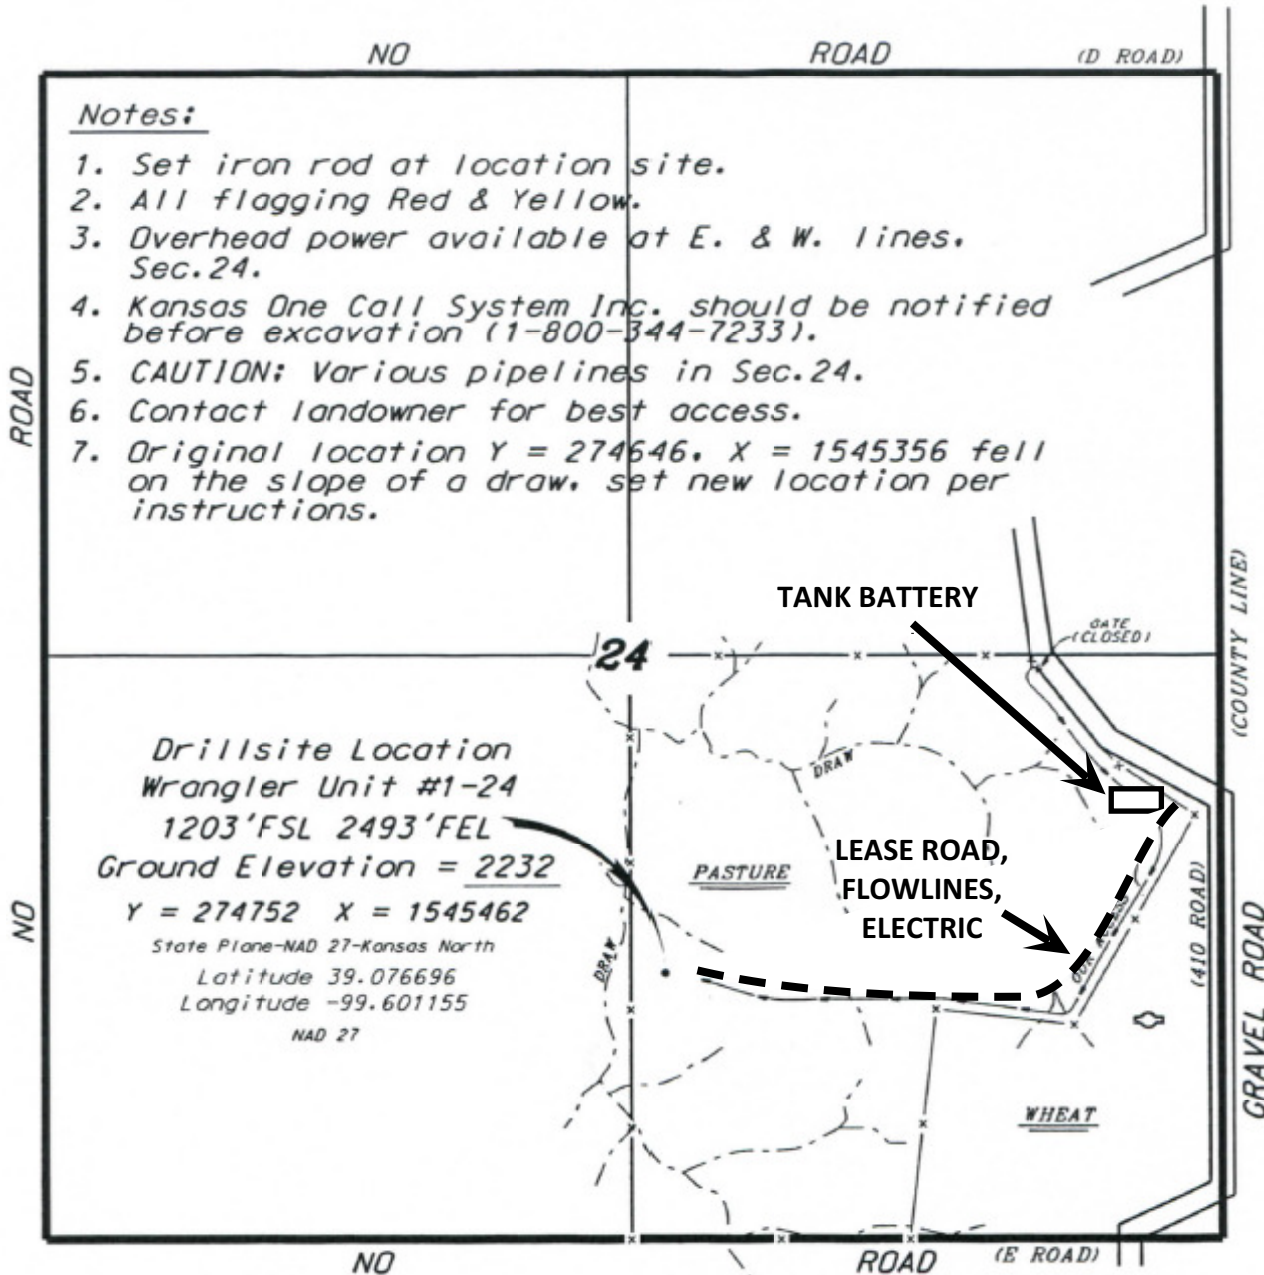 NO ROAD (D ROAD)
Notes:
1. Set iron rod at location site.
2. All flagging Red & Yellow.
3. Overhead power available at E. & W. lines,
Sec.24.
4. Kansas One Call System Inc. should be notified
before excavation (1-800-344-7233).
5. CAUTION: Various pipelines in Sec.24.
6. Contact landowner for best access.
7. Original location Y = 274646, X = 1545356 fell
on the slope of a draw, set new location per
instructions.
ROAD
NO
TANK BATTERY
GATE
(CLOSED)
(COUNTY LINE)
24
Drillsite Location
Wrangler Unit #1-24
1203'FSL 2493'FEL
Ground Elevation = 2232
Y = 274752 X = 1545462
State Plane-NAD 27-Kansas North
Latitude 39.076696
Longitude -99.601155
NAD 27
DRAW
PASTURE
LEASE ROAD,
FLOWLINES,
ELECTRIC
DRAW
ACCESS
(410 ROAD)
GRAVEL ROAD
WHEAT
NO ROAD (E ROAD)